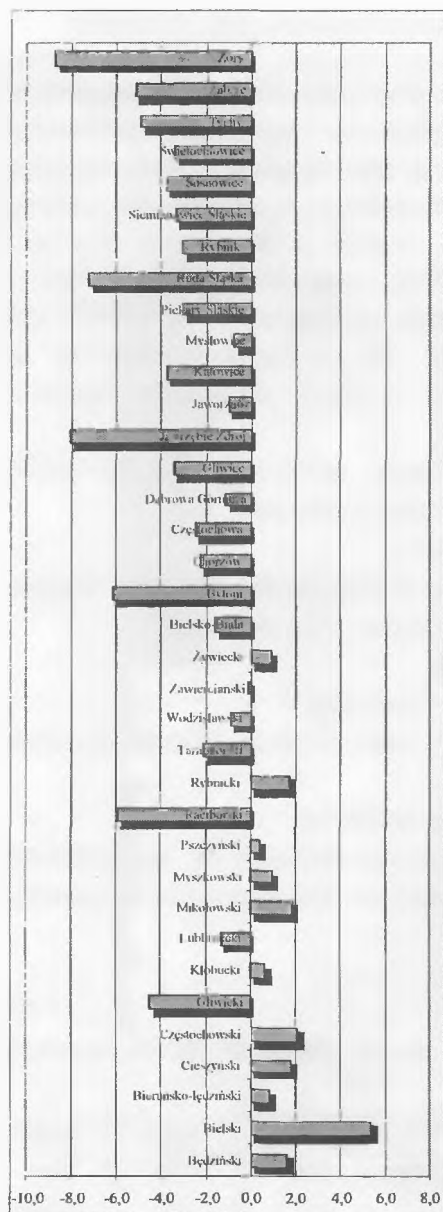 Żory
Zabrze
Tychy
Świętochłowice
Sosnowiec
Siemianowice Śląskie
Rybnik
Ruda Śląska
Piekary Śląskie
Mysłowice
Katowice
Jaworzno
Jastrzębie Zdrój
Gliwice
Dąbrowa Górnicza
Częstochowa
Chorzów
Bytom
Bielsko-Biała
Żywiecki
Zawierciański
Wodzisławski
Tarnogórski
Rybnicki
Raciborski
Pszczyński
Myszkowski
Mikołowski
Lubliniecki
Kłobucki
Gliwicki
Częstochowski
Cieszyński
Bieruńsko-lędziński
Bielski
Będziński
-10,0 -8,0 -6,0 -4,0 -2,0 0,0 2,0 4,0 6,0 8,0